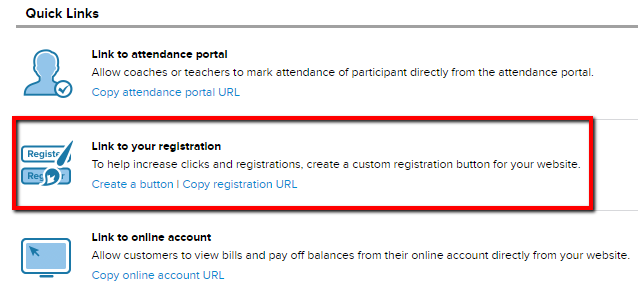 Quick Links
Link to attendance portal
Allow coaches or teachers to mark attendance of participant directly from the attendance portal.
Copy attendance portal URL
Register
Link to your registration
To help increase clicks and registrations, create a custom registration button for your website.
Create a button | Copy registration URL
Link to online account
Allow customers to view bills and pay off balances from their online account directly from your website.
Copy online account URL